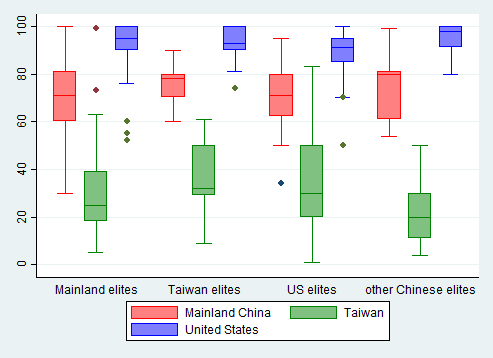 100
80
60
40
20
0
Mainland elites Taiwan elites US elites other Chinese elites
Mainland China Taiwan
United States